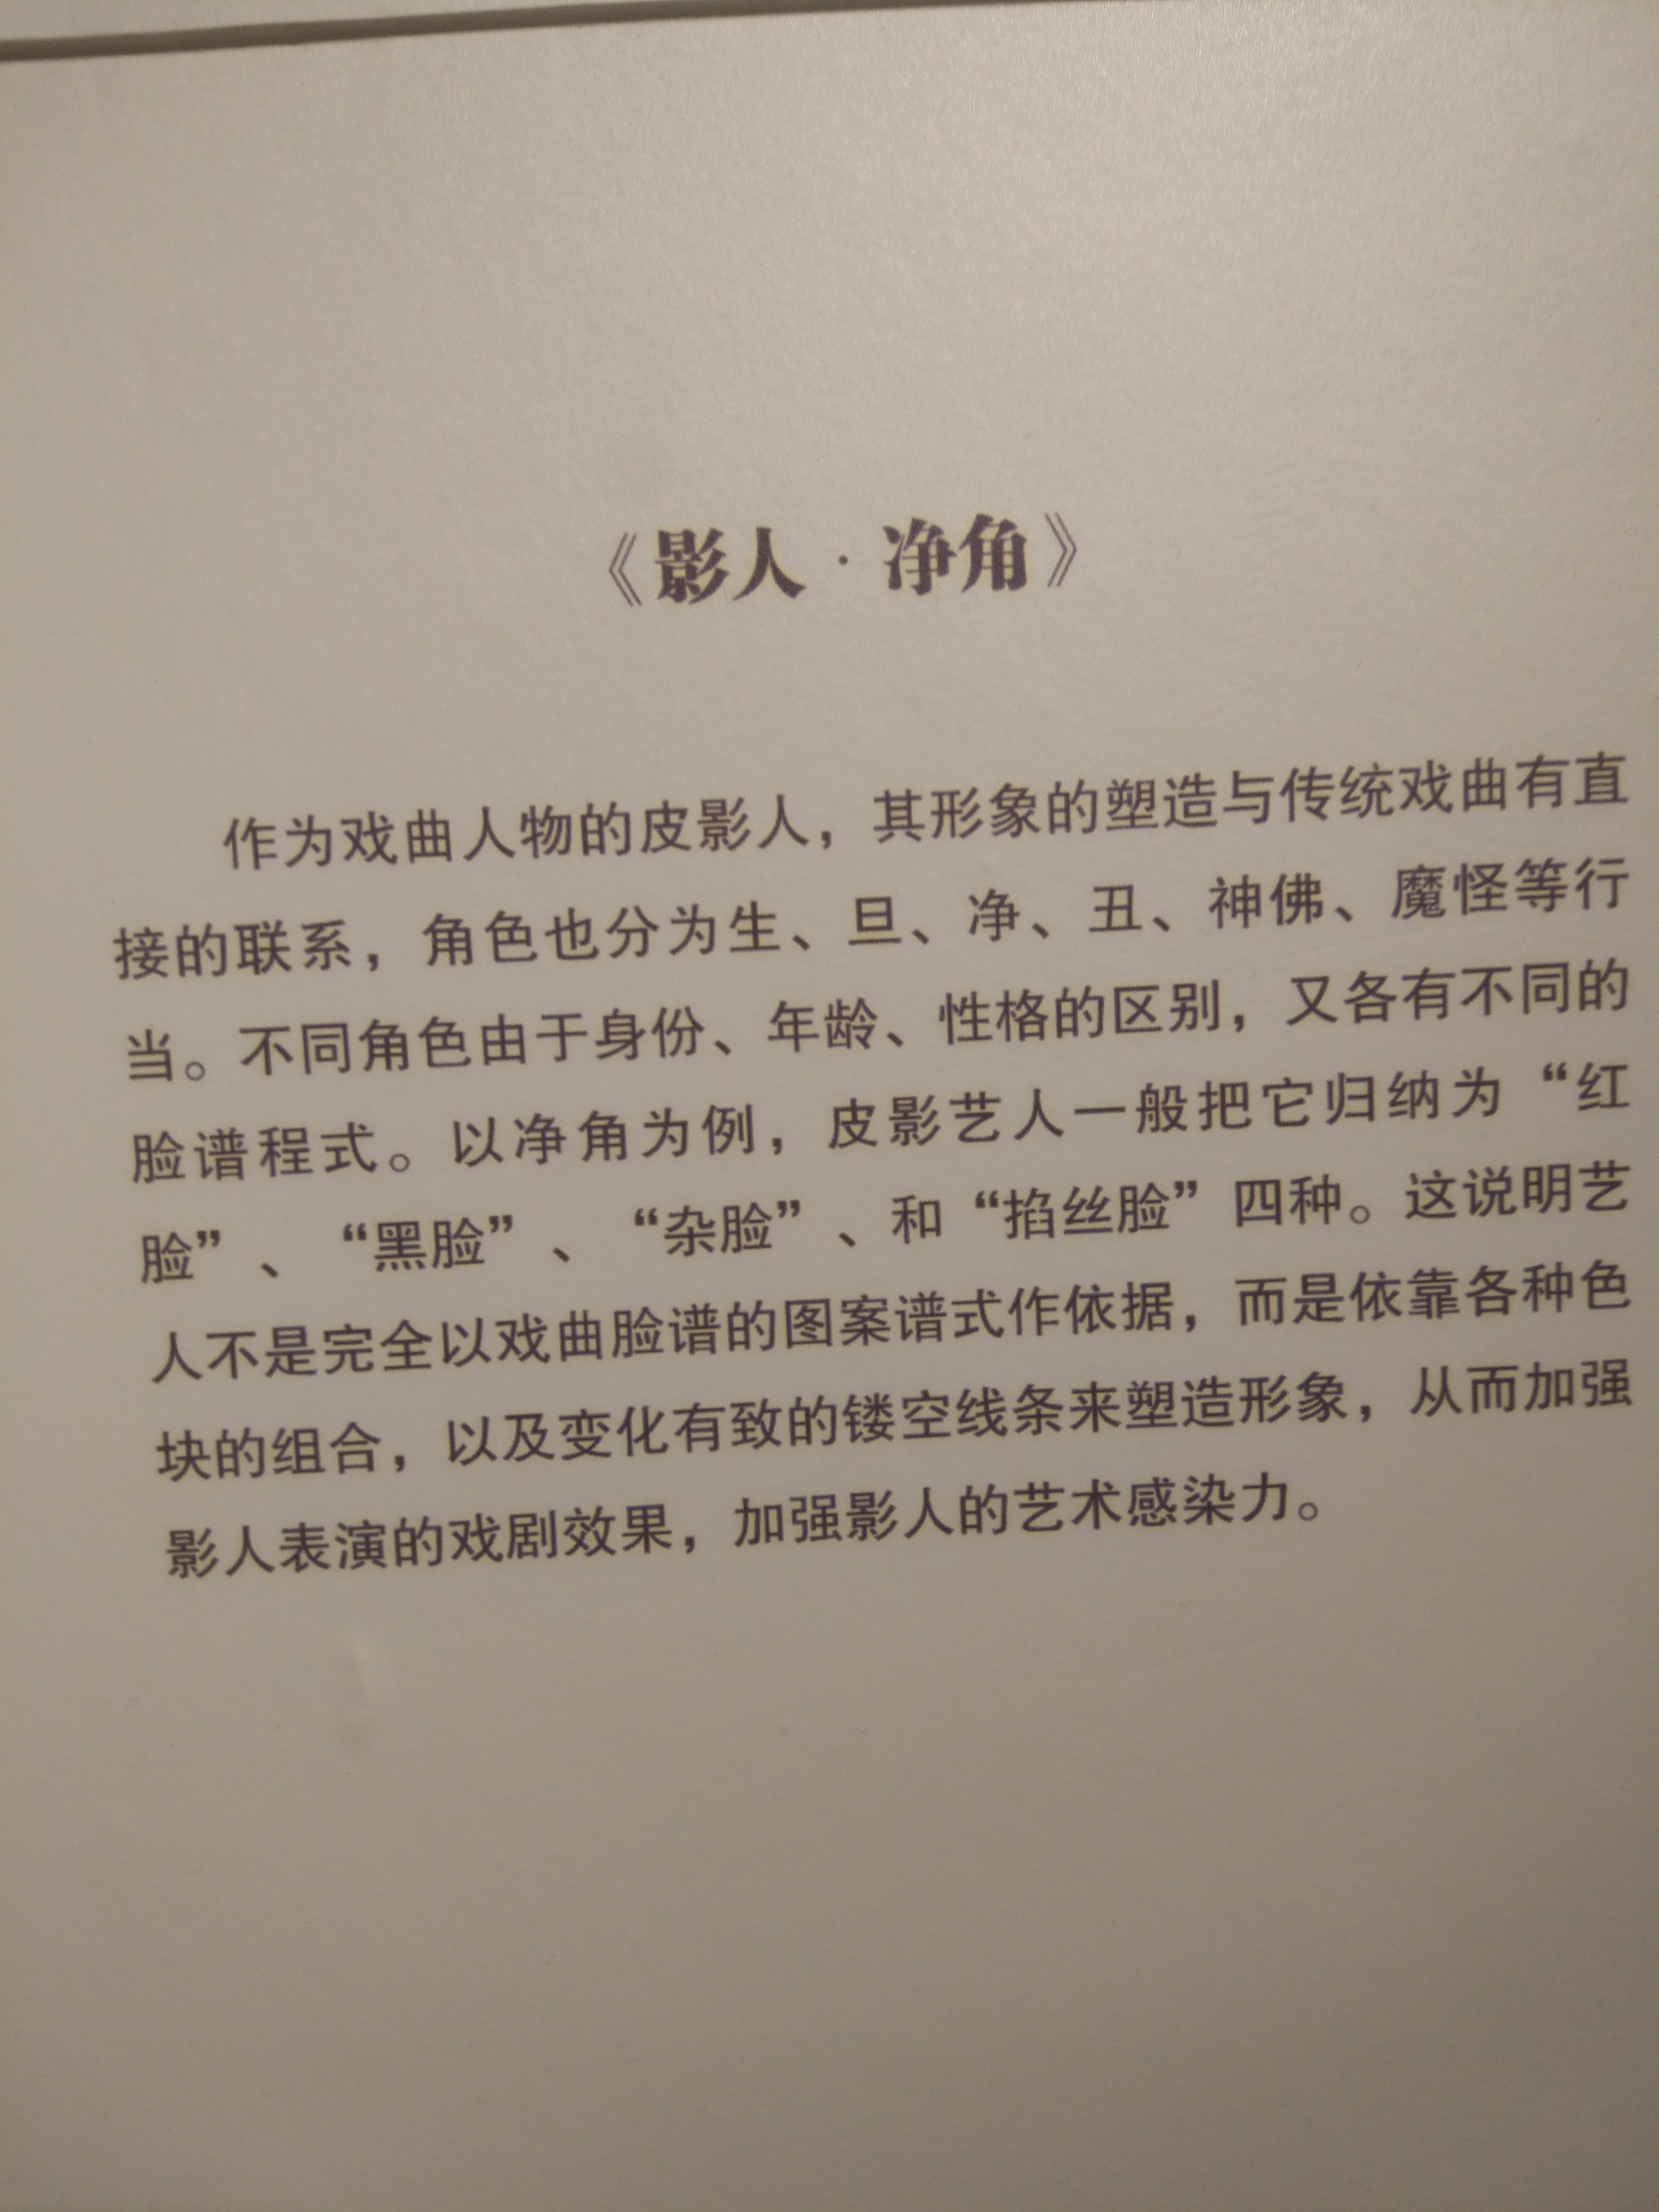 《影人·净角》
作为戏曲人物的皮影人，其形象的塑造与传统戏曲有直
接的联系，角色也分为生、旦、净、丑、神佛、魔怪等行
当。不同角色由于身份、年龄、性格的区别，又各有不同的
脸谱程式。以净角为例，皮影艺人一般把它归纳为“红
脸”、“黑脸”、“杂脸”、和“掐丝脸”四种。这说明艺
人不是完全以戏曲脸谱的图案谱式作依据，而是依靠各种色
块的组合，以及变化有致的镂空线条来塑造形象，从而加强
影人表演的戏剧效果，加强影人的艺术感染力。